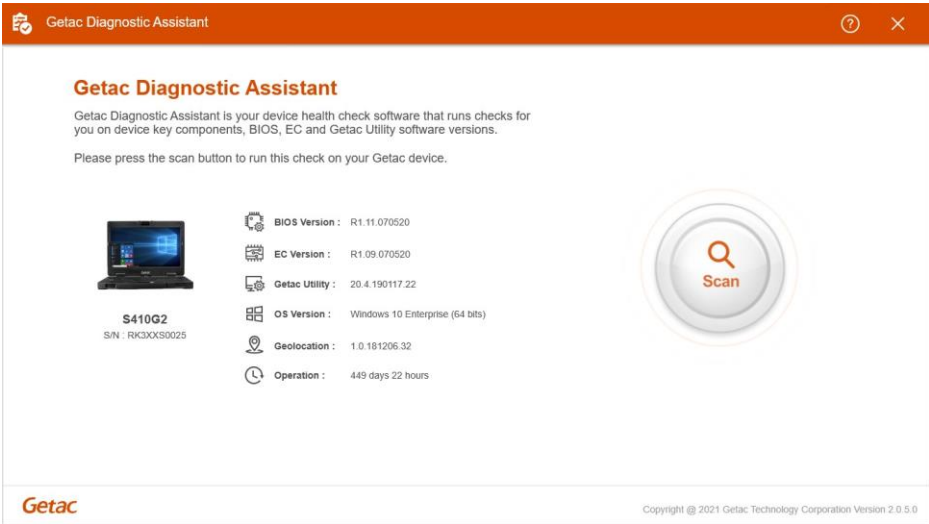 Getac Diagnostic Assistant
Getac Diagnostic Assistant
Getac Diagnostic Assistant is your device health check software that runs checks for
you on device key components, BIOS, EC and Getac Utility software versions.
Please press the scan button to run this check on your Getac device.
BIOS Version : R1.11.070520
EC Version : R1.09.070520
Getac Utility : 20.4.190117.22
OS Version : Windows 10 Enterprise (64 bits)
Geolocation : 1.0.181206.32
Operation : 449 days 22 hours
S410G2
S/N : RK3XXS0025
Scan
Getac
Copyright @ 2021 Getac Technology Corporation Version 2.0.5.0